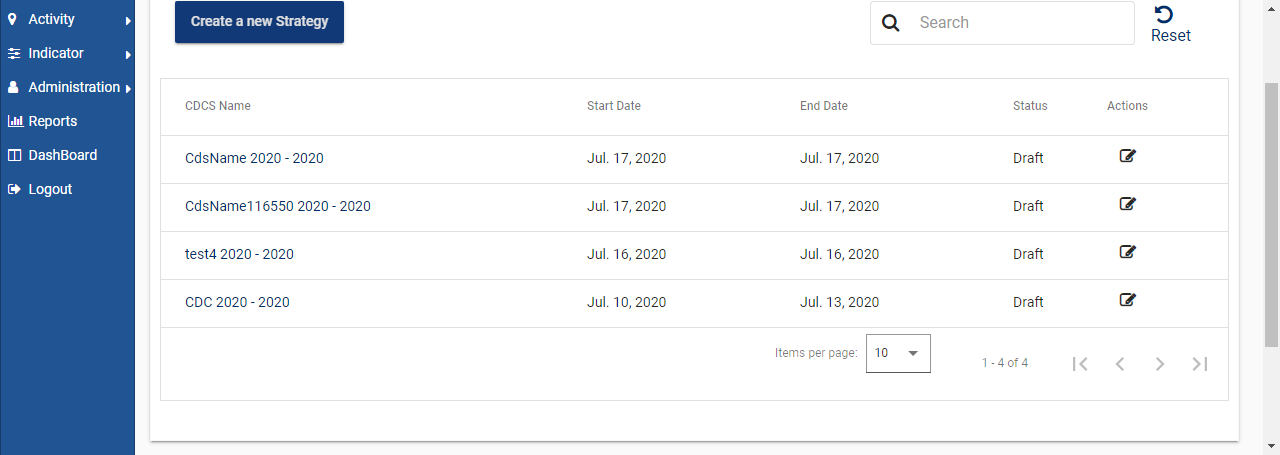 Activity
Indicator
Administration
Reports
DashBoard
Logout
Create a new Strategy
Search
Reset
CDCS Name Start Date End Date Status Actions
CdsName 2020 - 2020 Jul. 17, 2020 Jul. 17, 2020 Draft
CdsName116550 2020 - 2020 Jul. 17, 2020 Jul. 17, 2020 Draft
test4 2020 - 2020 Jul. 16, 2020 Jul. 16, 2020 Draft
CDC 2020 - 2020 Jul. 10, 2020 Jul. 13, 2020 Draft
Items per page: 10 1 - 4 of 4